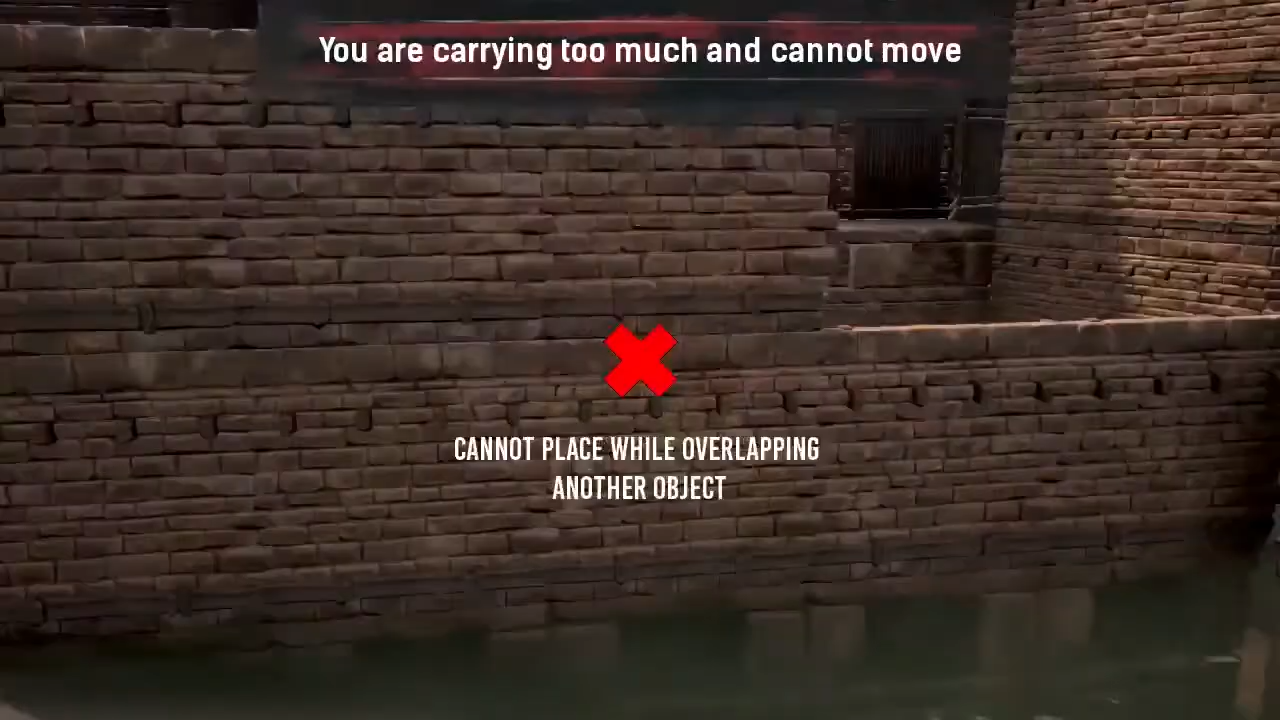 You are carrying too much and cannot move
CANNOT PLACE WHILE OVERLAPPING
ANOTHER OBJECT